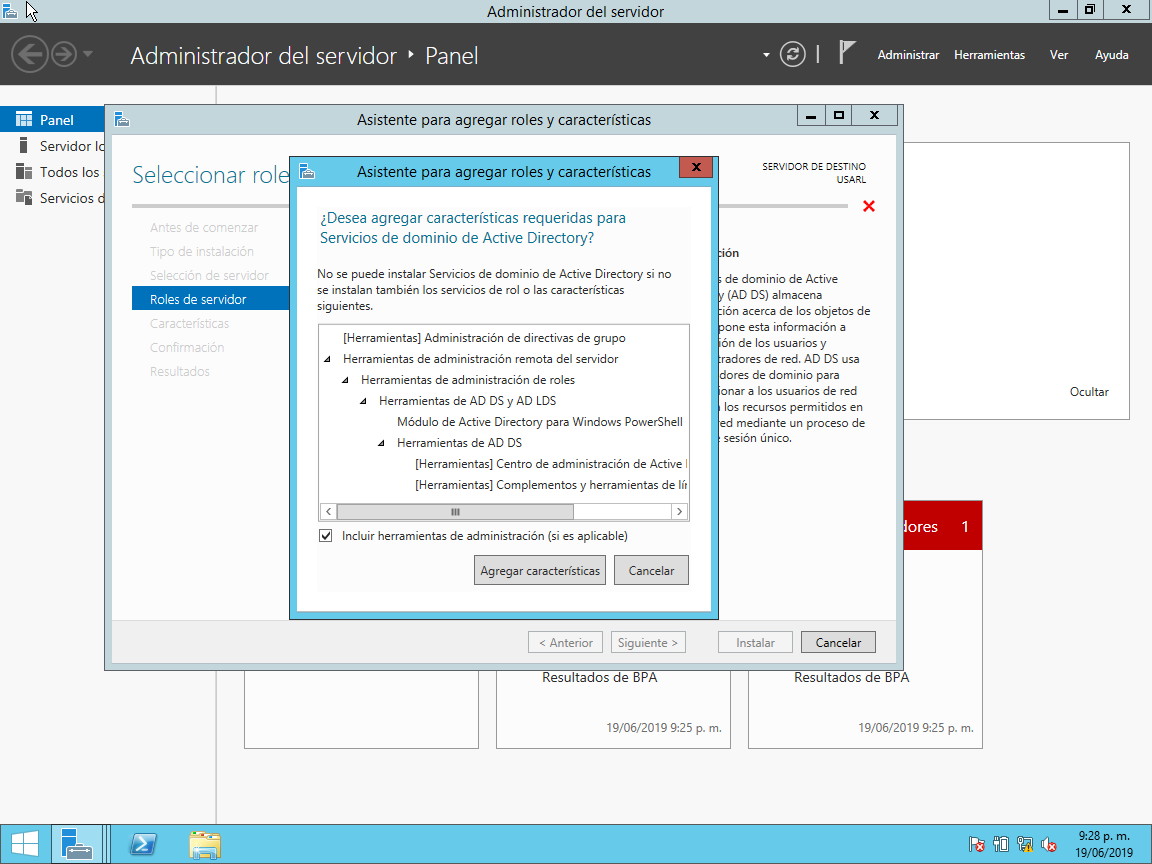 Administrador del servidor
Administrador del servidor ‣ Panel
Administrar Herramientas Ver Ayuda
Panel
Servidor lo
Todos los
Servicios d
Asistente para agregar roles y características
Seleccionar role
SERVIDOR DE DESTINO
USARL
Antes de comenzar
Tipo de instalación
Selección de servidor
Roles de servidor
Características
Confirmación
Resultados
Asistente para agregar roles y características
¿Desea agregar características requeridas para
Servicios de dominio de Active Directory?
No se puede instalar Servicios de dominio de Active Directory si no
se instalan también los servicios de rol o las características
siguientes.
[Herramientas] Administración de directivas de grupo
Herramientas de administración remota del servidor
Herramientas de administración de roles
Herramientas de AD DS y AD LDS
Módulo de Active Directory para Windows PowerShell
Herramientas de AD DS
[Herramientas] Centro de administración de Active
[Herramientas] Complementos y herramientas de lí
Incluir herramientas de administración (si es aplicable)
Agregar características Cancelar
ción
s de dominio de Active
y (AD DS) almacena
ción acerca de los objetos de
pone esta información a
ión de los usuarios y
tradores de red. AD DS usa
dores de dominio para
ionar a los usuarios de red
los recursos permitidos en
red mediante un proceso de
sesión único.
< Anterior Siguiente > Instalar Cancelar
Ocultar
dores 1
Resultados de BPA
19/06/2019 9:25 p. m.
Resultados de BPA
19/06/2019 9:25 p. m.
9:28 p. m.
19/06/2019